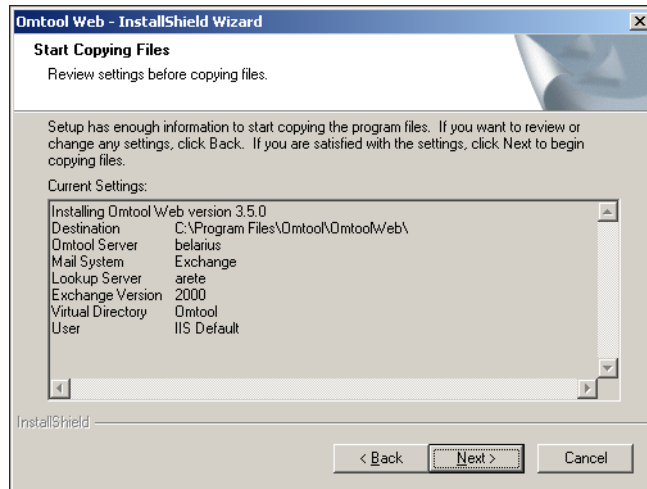 Omtool Web - InstallShield Wizard
Start Copying Files
Review settings before copying files.
Setup has enough information to start copying the program files. If you want to review or
change any settings, click Back. If you are satisfied with the settings, click Next to begin
copying files.
Current Settings:
Installing Omtool Web version 3.5.0
Destination C:\Program Files\Omtool\OmtoolWeb\
Omtool Server belarius
Mail System Exchange
Lookup Server arete
Exchange Version 2000
Virtual Directory Omtool
User IIS Default
InstallShield
< Back Next > Cancel